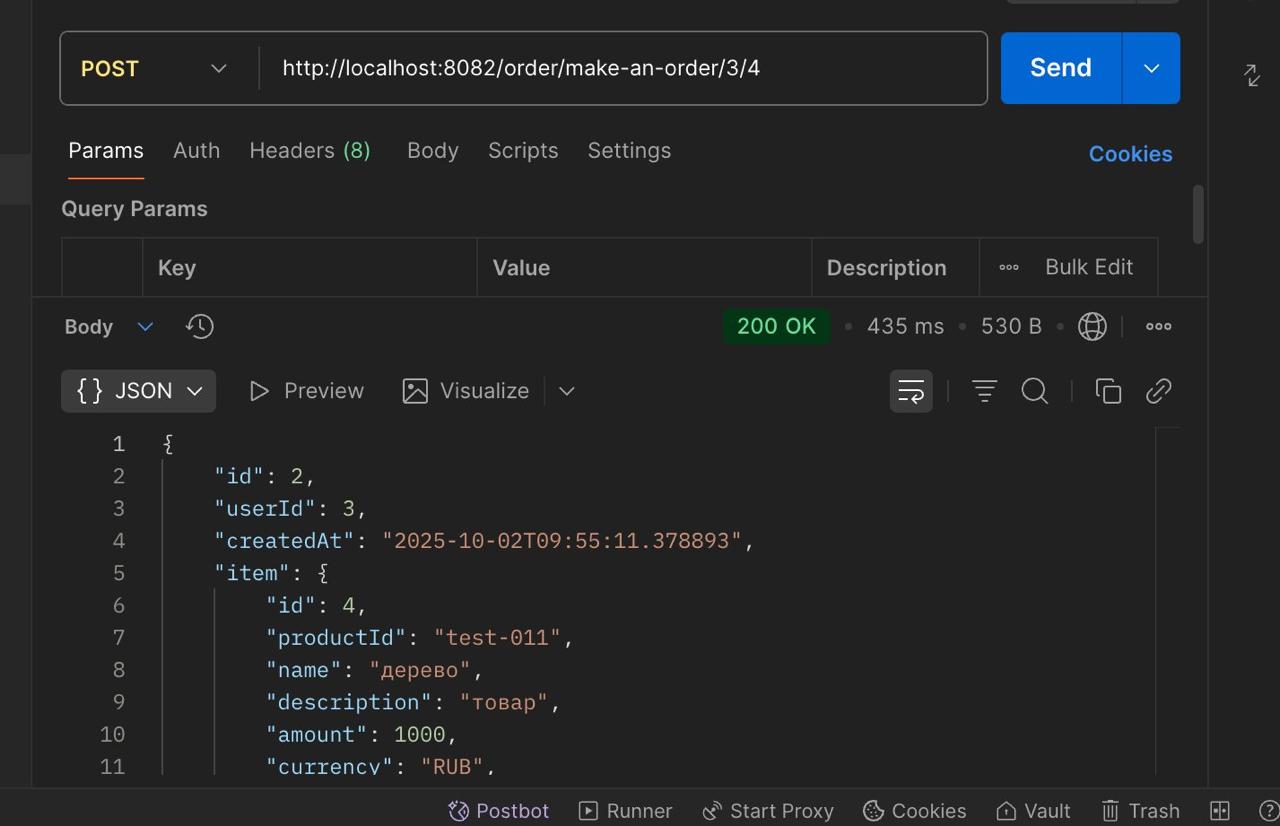 POST http://localhost:8082/order/make-an-order/3/4 Send
Params Auth Headers (8) Body Scripts Settings Cookies
Query Params
Key Value Description Bulk Edit
Body 200 OK 435 ms 530 B
{} JSON Preview Visualize
1 {
2 "id": 2,
3 "userId": 3,
4 "createdAt": "2025-10-02T09:55:11.378893",
5 "item": {
6 "id": 4,
7 "productId": "test-011",
8 "name": "дерево",
9 "description": "товар",
10 "amount": 1000,
11 "currency": "RUB",
Postbot Runner Start Proxy Cookies Vault Trash